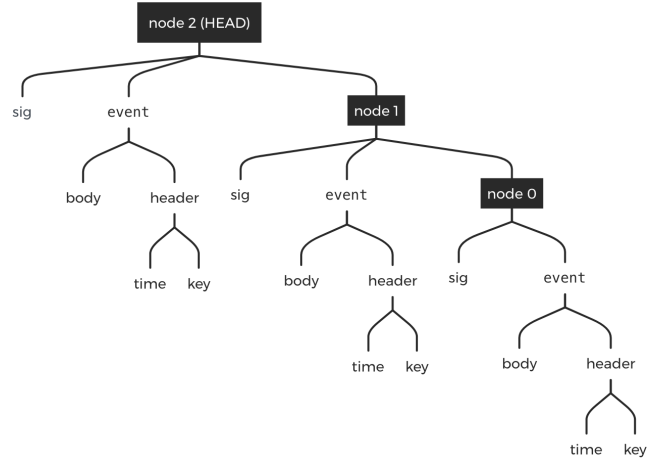 node 2 (HEAD)
sig
event
node 1
body
header
sig
event
node 0
time
key
body
header
sig
event
time
key
body
header
time
key